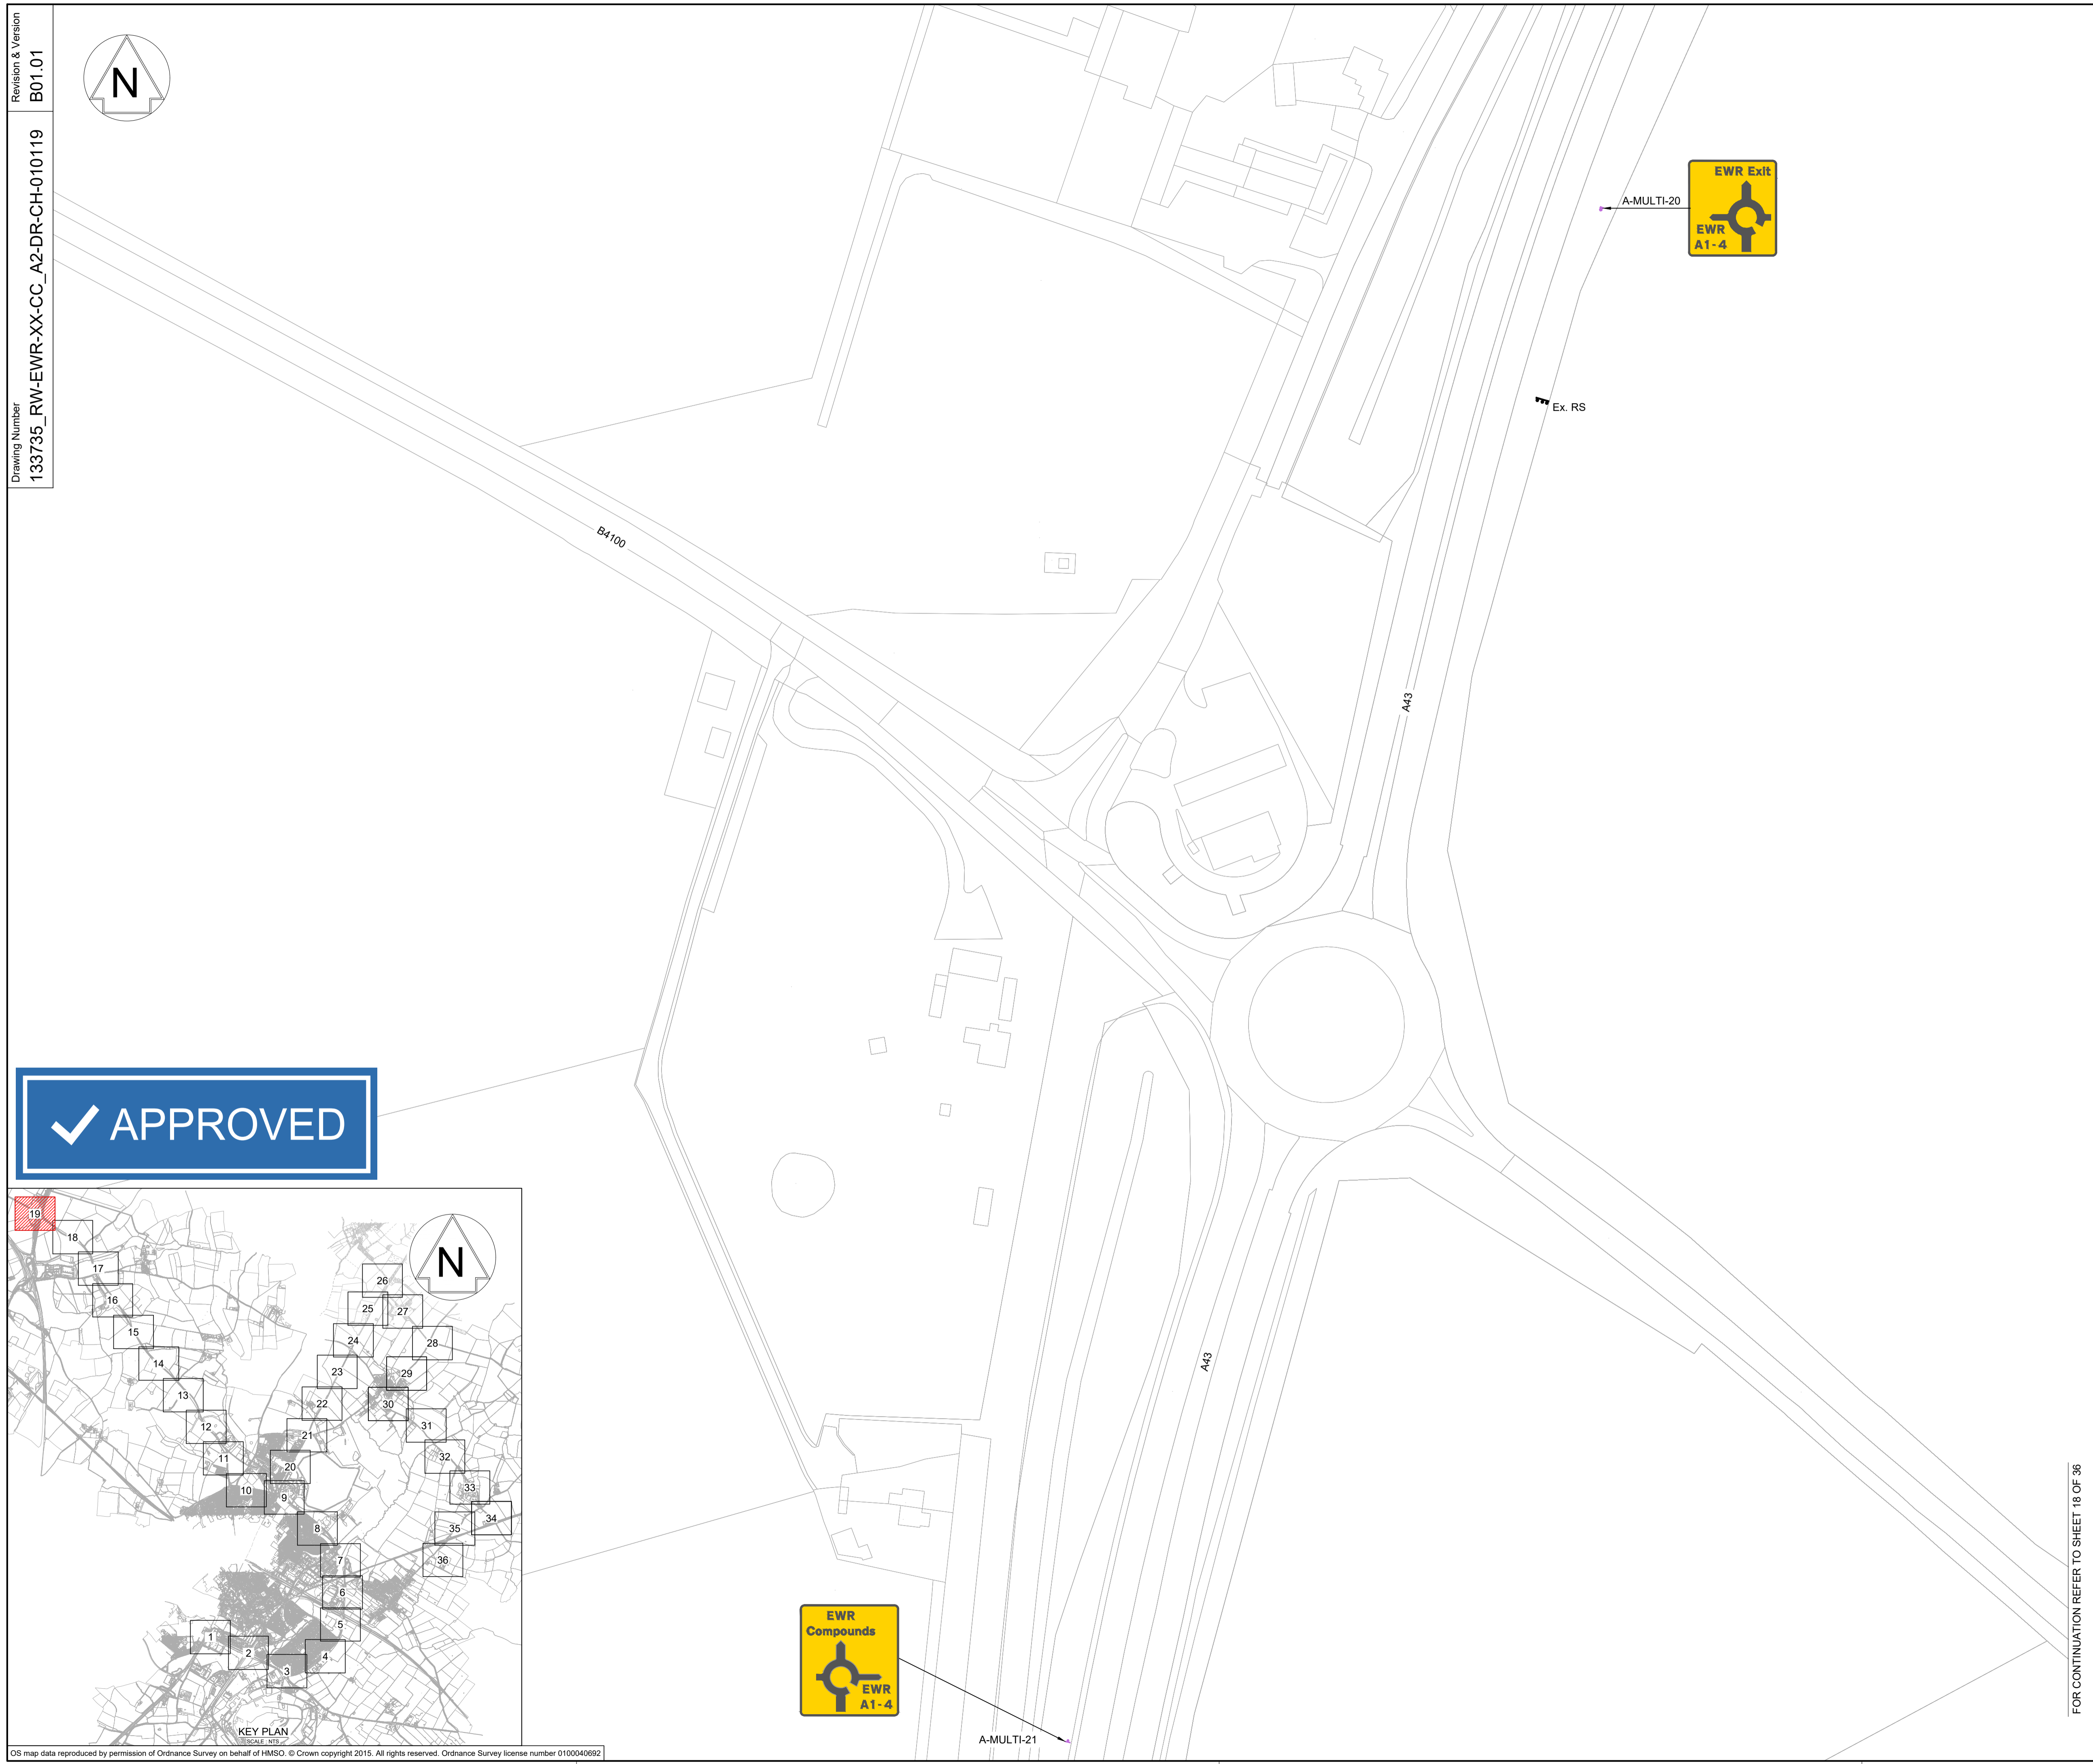 Revision & Version
B01.01
Drawing Number
133735_RW-EWR-XX-CC_A2-DR-CH-010119
N
EWR Exit
EWR
A1-4
A-MULTI-20
Ex. RS
B4100
A43
A43
✓ APPROVED
N
19
18
17
16
15
14
13
12
11
10
9
20
21
22
23
24
25
26
27
28
29
30
31
32
33
34
35
36
8
7
6
5
4
3
2
1
KEY PLAN
SCALE : NTS
EWR
Compounds
EWR
A1-4
A-MULTI-21
FOR CONTINUATION REFER TO SHEET 18 OF 36
OS map data reproduced by permission of Ordnance Survey on behalf of HMSO. © Crown copyright 2015. All rights reserved. Ordnance Survey license number 0100040692